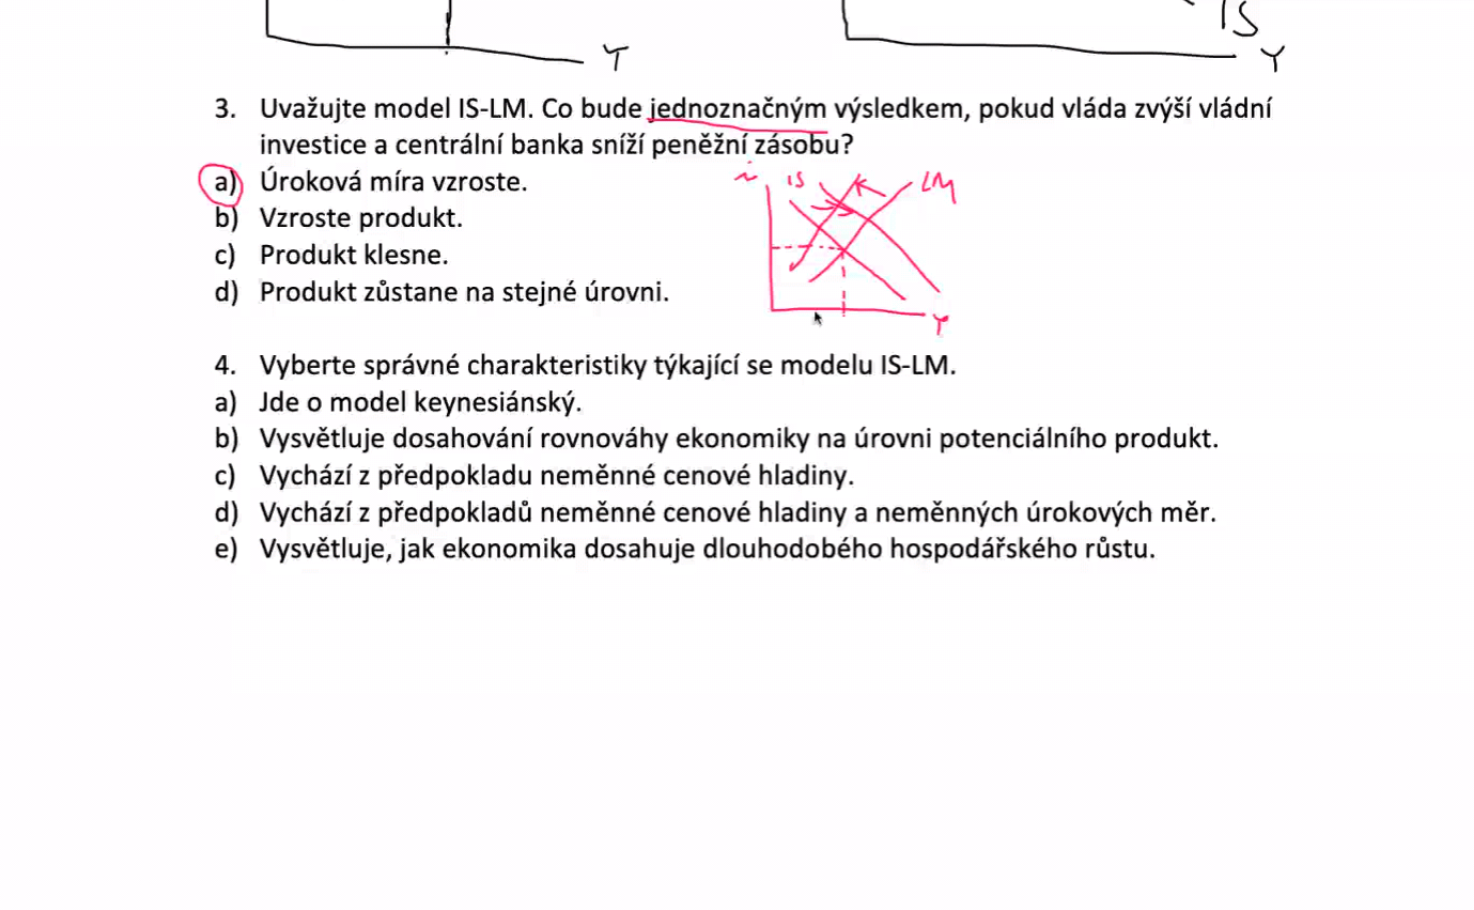 IS
Y Y
3. Uvažujte model IS-LM. Co bude jednoznačným výsledkem, pokud vláda zvýší vládní
investice a centrální banka sníží peněžní zásobu?
a) Úroková míra vzroste.
b) Vzroste produkt.
c) Produkt klesne.
d) Produkt zůstane na stejné úrovni.
i IS LM
Y
4. Vyberte správné charakteristiky týkající se modelu IS-LM.
a) Jde o model keynesiánský.
b) Vysvětluje dosahování rovnováhy ekonomiky na úrovni potenciálního produkt.
c) Vychází z předpokladu neměnné cenové hladiny.
d) Vychází z předpokladů neměnné cenové hladiny a neměnných úrokových měr.
e) Vysvětluje, jak ekonomika dosahuje dlouhodobého hospodářského růstu.